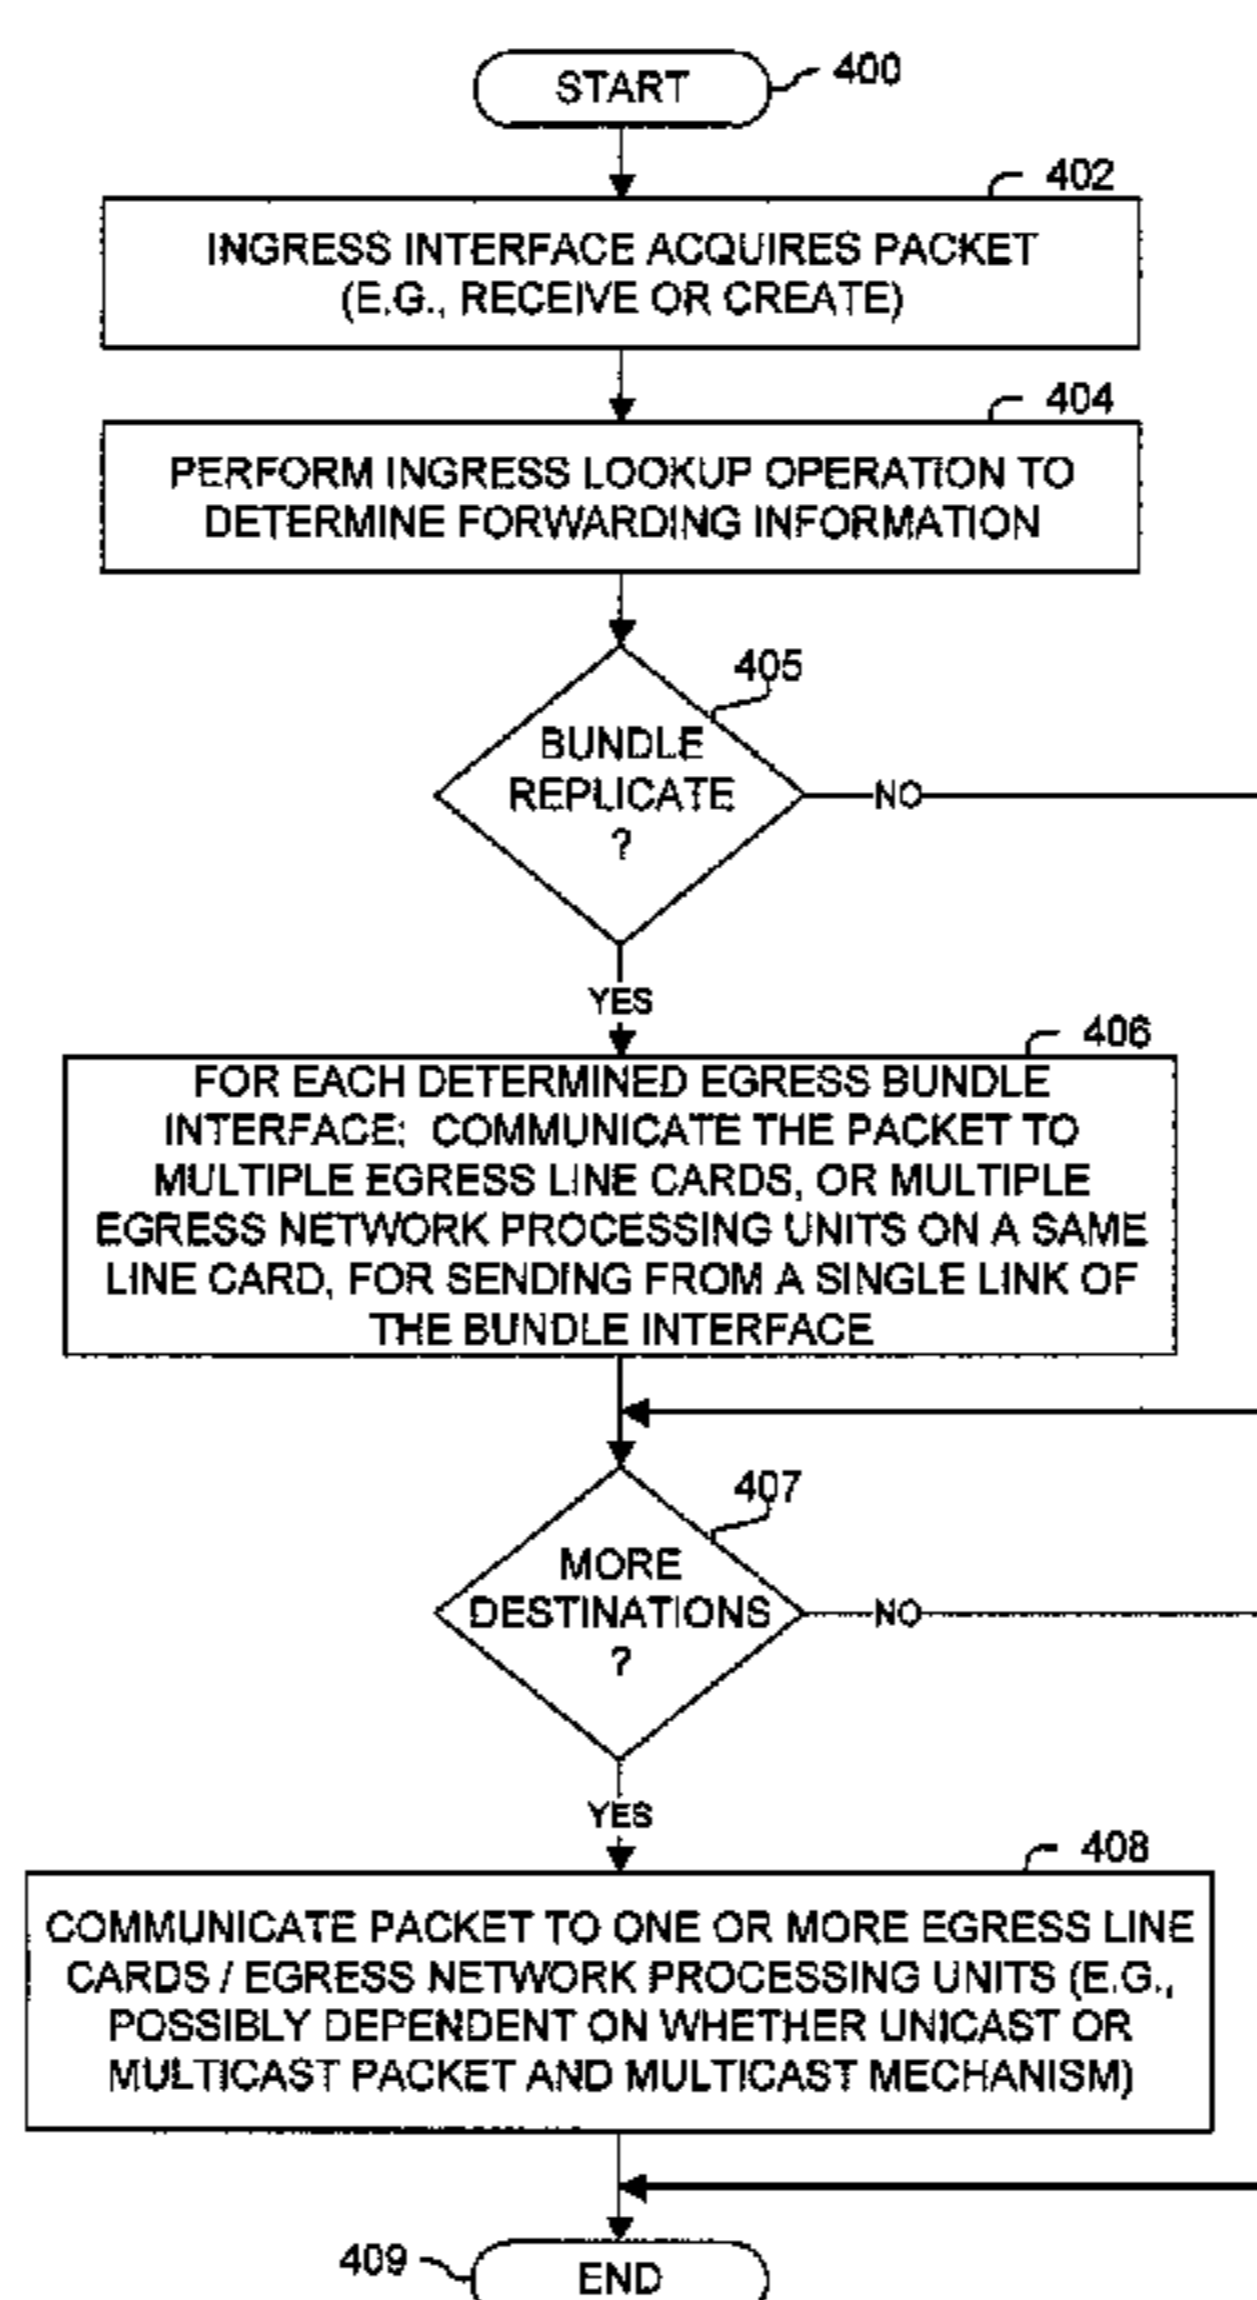 START
400
402
INGRESS INTERFACE ACQUIRES PACKET
(E.G., RECEIVE OR CREATE)
404
PERFORM INGRESS LOOKUP OPERATION TO
DETERMINE FORWARDING INFORMATION
405
BUNDLE
REPLICATE
?
NO
YES
406
FOR EACH DETERMINED EGRESS BUNDLE
INTERFACE: COMMUNICATE THE PACKET TO
MULTIPLE EGRESS LINE CARDS, OR MULTIPLE
EGRESS NETWORK PROCESSING UNITS ON A SAME
LINE CARD, FOR SENDING FROM A SINGLE LINK OF
THE BUNDLE INTERFACE
407
MORE
DESTINATIONS
?
NO
YES
408
COMMUNICATE PACKET TO ONE OR MORE EGRESS LINE
CARDS / EGRESS NETWORK PROCESSING UNITS (E.G.,
POSSIBLY DEPENDENT ON WHETHER UNICAST OR
MULTICAST PACKET AND MULTICAST MECHANISM)
409
END